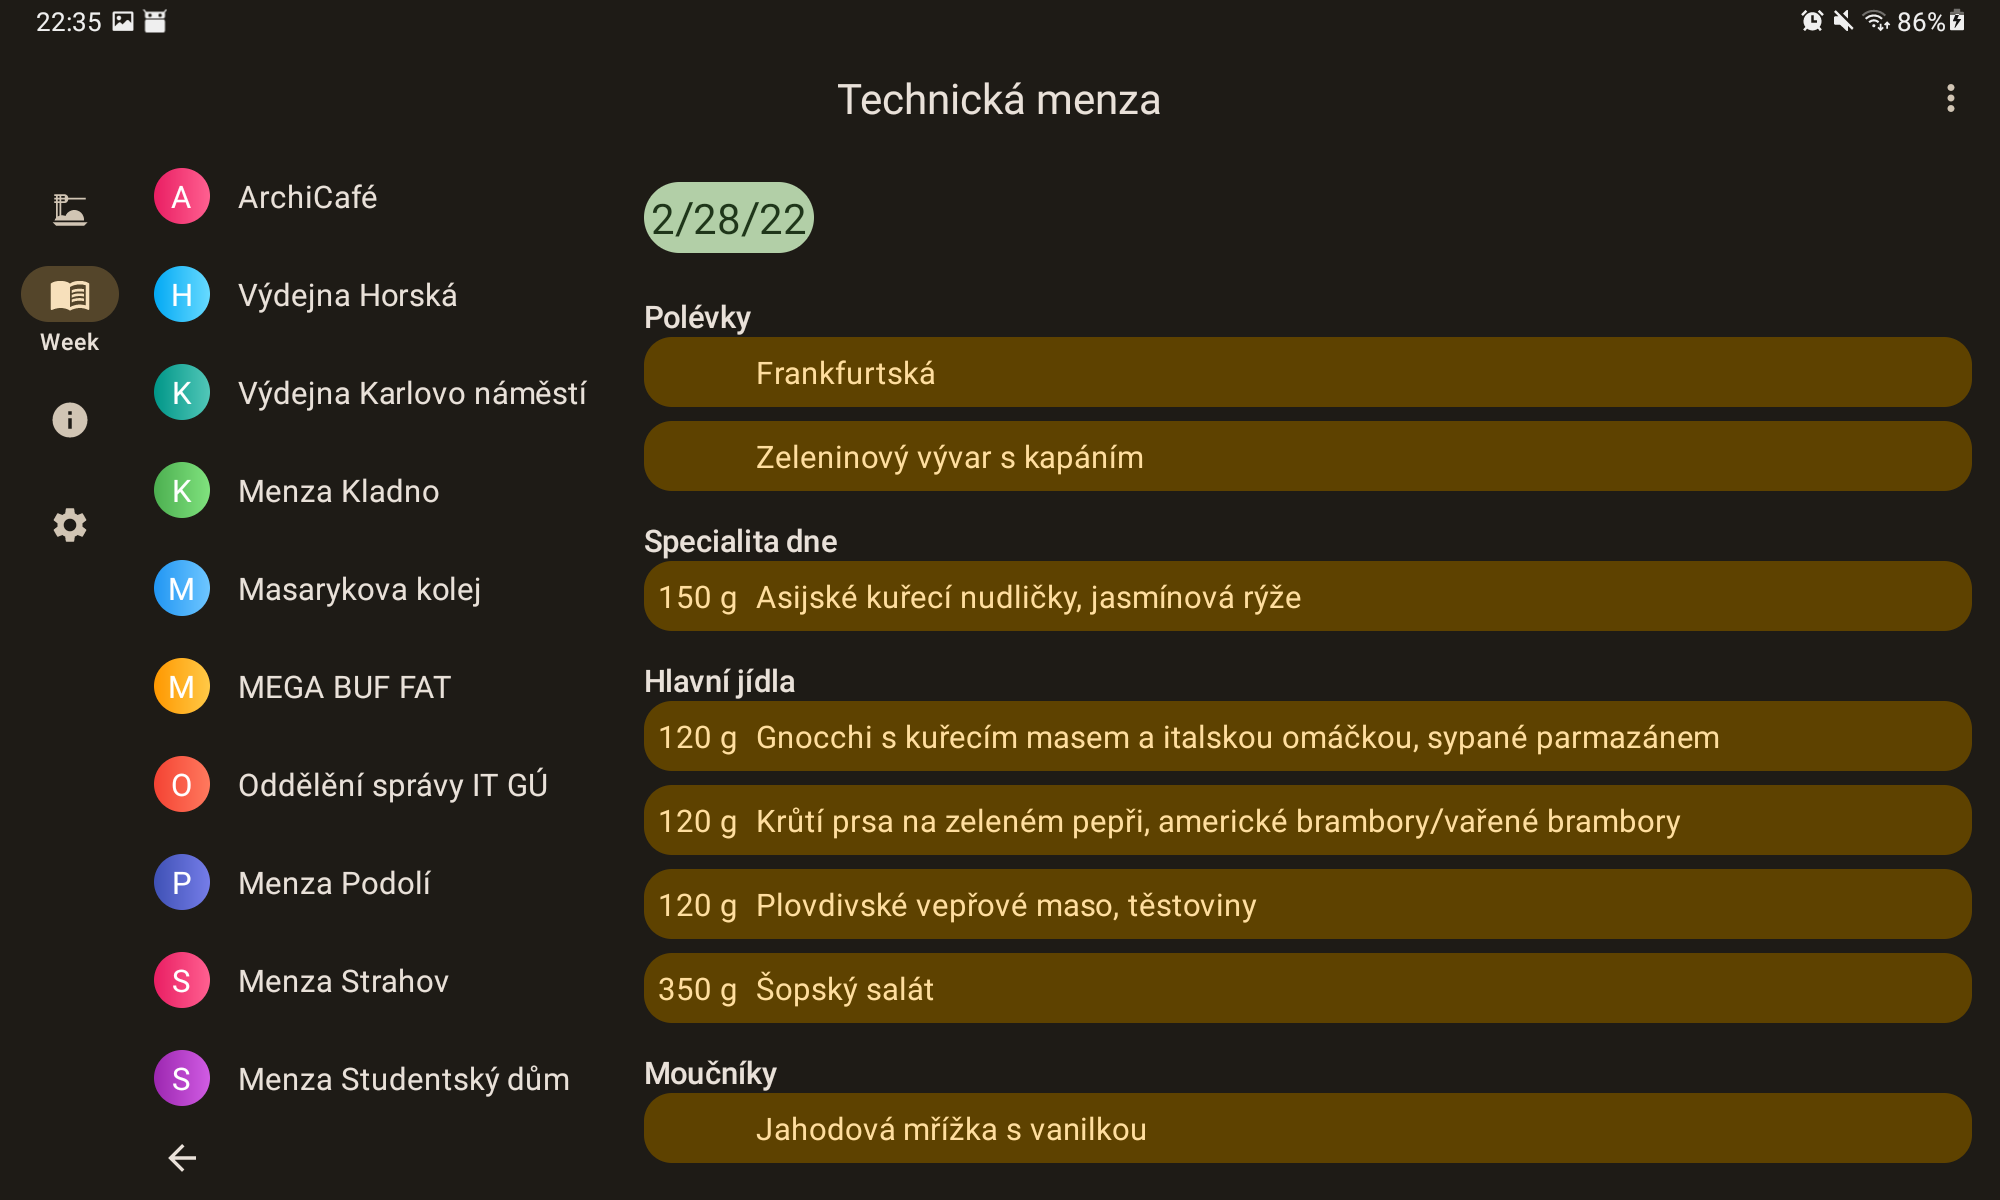 22:35
86%
Technická menza
Week
A ArchiCafé
H Výdejna Horská
K Výdejna Karlovo náměstí
K Menza Kladno
M Masarykova kolej
M MEGA BUF FAT
O Oddělění správy IT GÚ
P Menza Podolí
S Menza Strahov
S Menza Studentský dům
2/28/22
Polévky
Frankfurtská
Zeleninový vývar s kapáním
Specialita dne
150 g Asijské kuřecí nudličky, jasmínová rýže
Hlavní jídla
120 g Gnocchi s kuřecím masem a italskou omáčkou, sypané parmazánem
120 g Krůtí prsa na zeleném pepři, americké brambory/vařené brambory
120 g Plovdivské vepřové maso, těstoviny
350 g Šopský salát
Moučníky
Jahodová mřížka s vanilkou